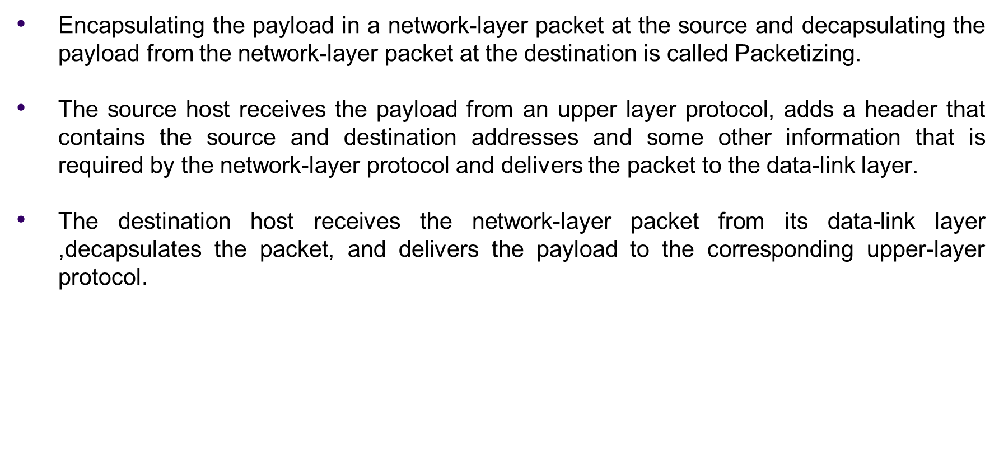 • Encapsulating the payload in a network-layer packet at the source and decapsulating the
payload from the network-layer packet at the destination is called Packetizing.
• The source host receives the payload from an upper layer protocol, adds a header that
contains the source and destination addresses and some other information that is
required by the network-layer protocol and delivers the packet to the data-link layer.
• The destination host receives the network-layer packet from its data-link layer
,decapsulates the packet, and delivers the payload to the corresponding upper-layer
protocol.